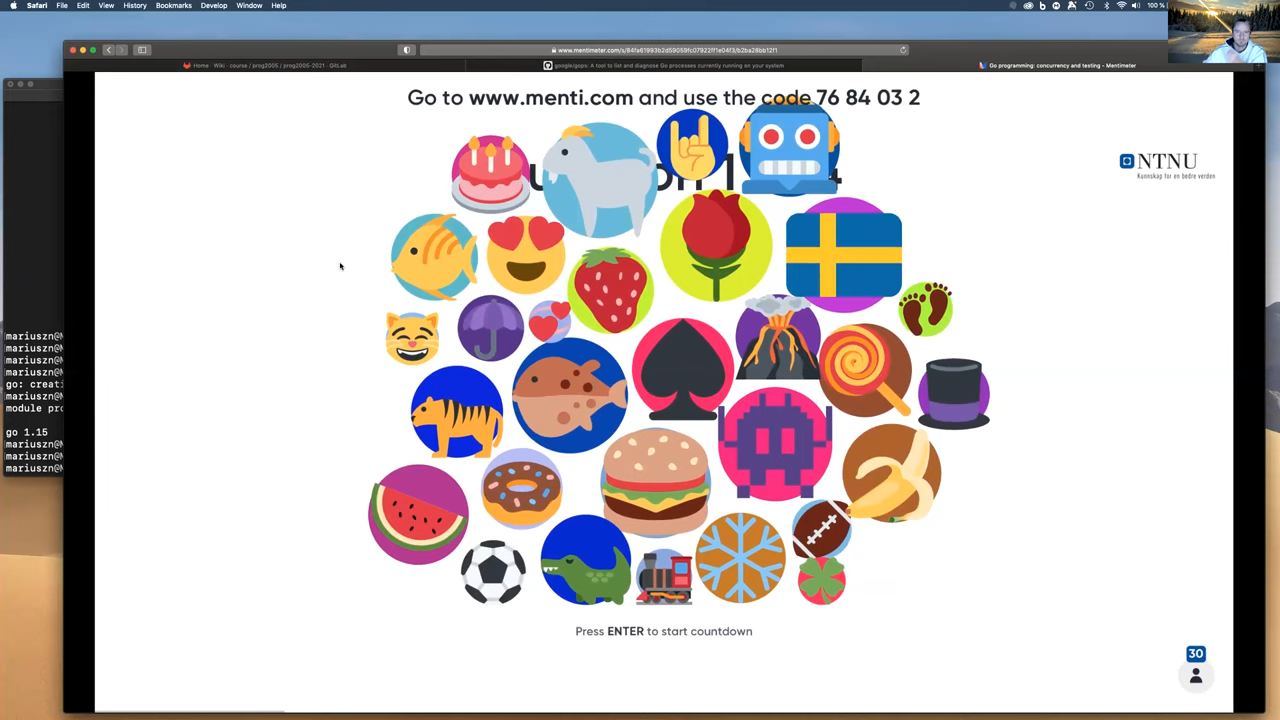 Safari File Edit View History Bookmarks Develop Window Help
100 %
www.mentimeter.com/s/84fa61993b2d59059fc07922ff1e04f3/b2ba28bb12f1
Home · Wiki · course / prog2005 / prog2005-2021 · GitLab
google/gops: A tool to list and diagnose Go processes currently running on your system
Go programming: concurrency and testing - Mentimeter
Go to www.menti.com and use the code 76 84 03 2
NTNU
Kunnskap for en bedre verden
mariuszn@M
mariuszn@M
mariuszn@M
mariuszn@M
go: creati
mariuszn@M
module pro
go 1.15
mariuszn@M
mariuszn@M
mariuszn@M
Press ENTER to start countdown
30